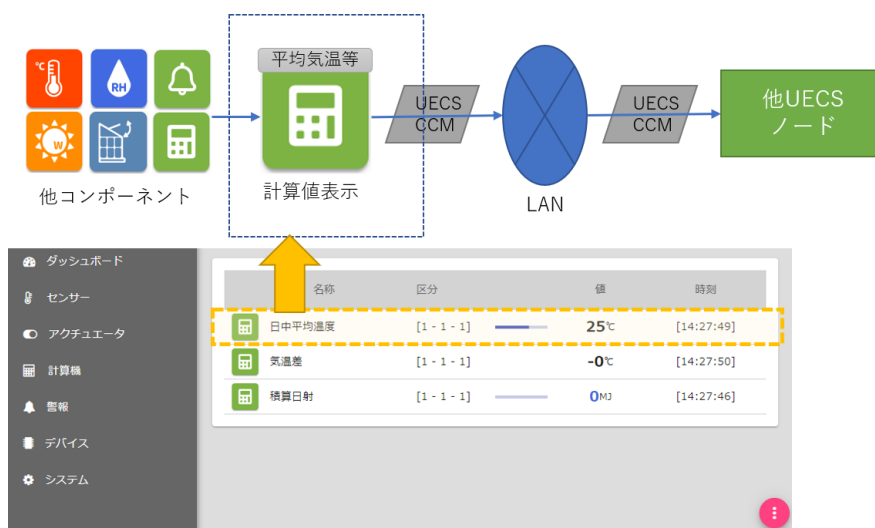 平均気温等
℃
RH
W
UECS
CCM
UECS
CCM
他UECS
ノード
他コンポーネント
計算値表示
LAN
ダッシュボード
センサー
アクチュエータ
計算機
警報
デバイス
システム
名称 区分 値 時刻
日中平均温度 [1 - 1 - 1] 25℃ [14:27:49]
気温差 [1 - 1 - 1] -0℃ [14:27:50]
積算日射 [1 - 1 - 1] 0MJ [14:27:46]